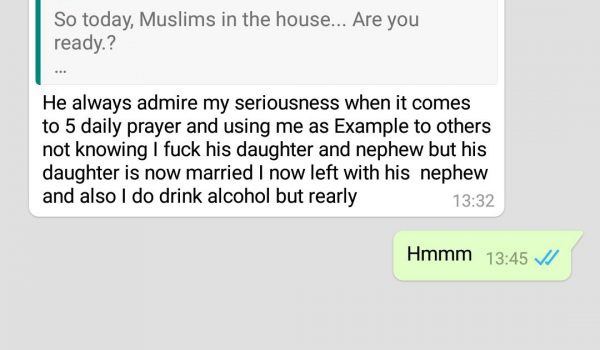 So today, Muslims in the house... Are you
ready.?
...
He always admire my seriousness when it comes
to 5 daily prayer and using me as Example to others
not knowing I fuck his daughter and nephew but his
daughter is now married I now left with his nephew
and also I do drink alcohol but rearly
13:32
Hmmm 13:45